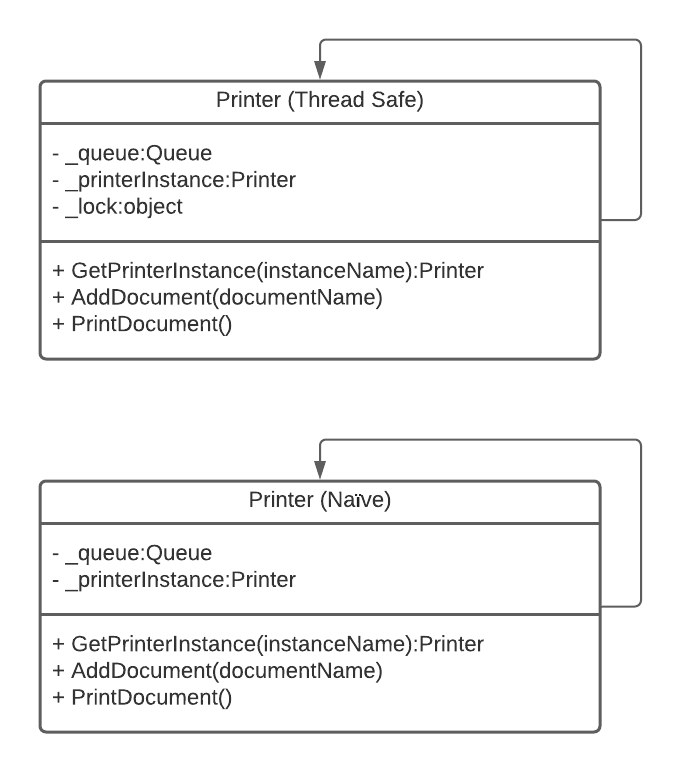 Printer (Thread Safe)
- _queue:Queue
- _printerInstance:Printer
- _lock:object
+ GetPrinterInstance(instanceName):Printer
+ AddDocument(documentName)
+ PrintDocument()
Printer (Naïve)
- _queue:Queue
- _printerInstance:Printer
+ GetPrinterInstance(instanceName):Printer
+ AddDocument(documentName)
+ PrintDocument()